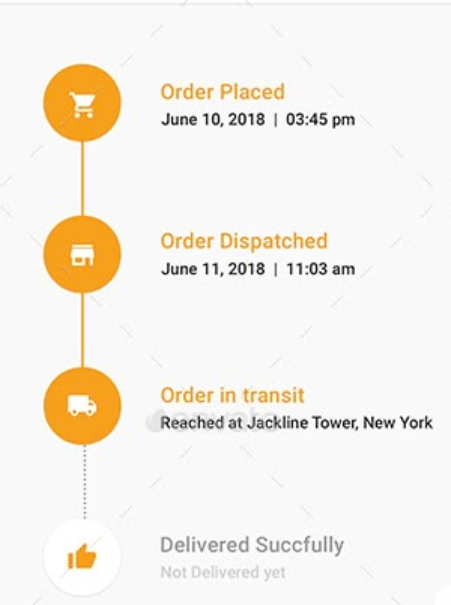 Order Placed
June 10, 2018 | 03:45 pm
Order Dispatched
June 11, 2018 | 11:03 am
Order in transit
Reached at Jackline Tower, New York
Delivered Succfully
Not Delivered yet